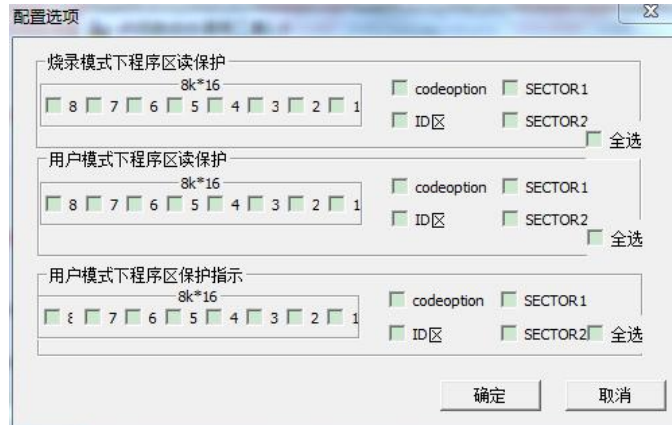 配置选项
烧录模式下程序区读保护
8k*16
8 7 6 5 4 3 2 1
codeoption SECTOR1
ID区 SECTOR2
全选
用户模式下程序区读保护
8k*16
8 7 6 5 4 3 2 1
codeoption SECTOR1
ID区 SECTOR2
全选
用户模式下程序区保护指示
8k*16
8 7 6 5 4 3 2 1
codeoption SECTOR1
ID区 SECTOR2 全选
确定 取消